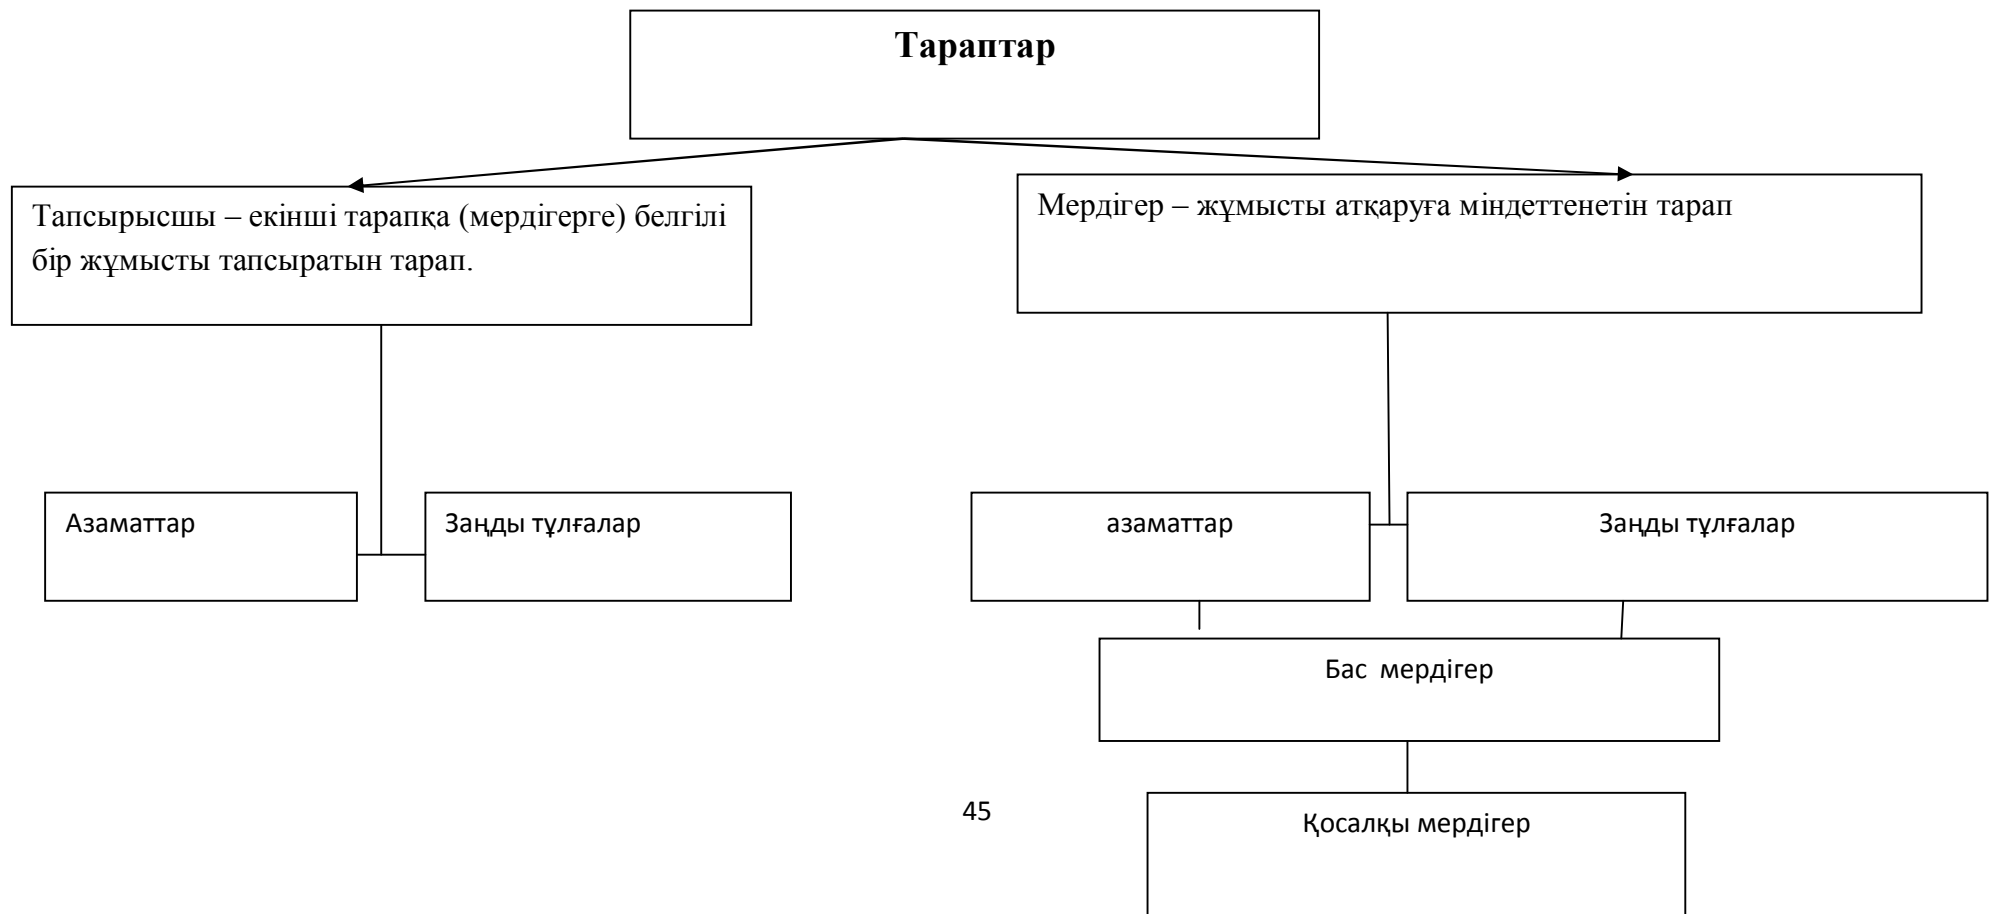 Тараптар
Тапсырысшы – екінші тарапқа (мердігерге) белгілі
бір жұмысты тапсыратын тарап.
Мердігер – жұмысты атқаруға міндеттенетін тарап
Азаматтар
Заңды тұлғалар
азаматтар
Заңды тұлғалар
Бас  мердігер
Қосалқы мердігер
45